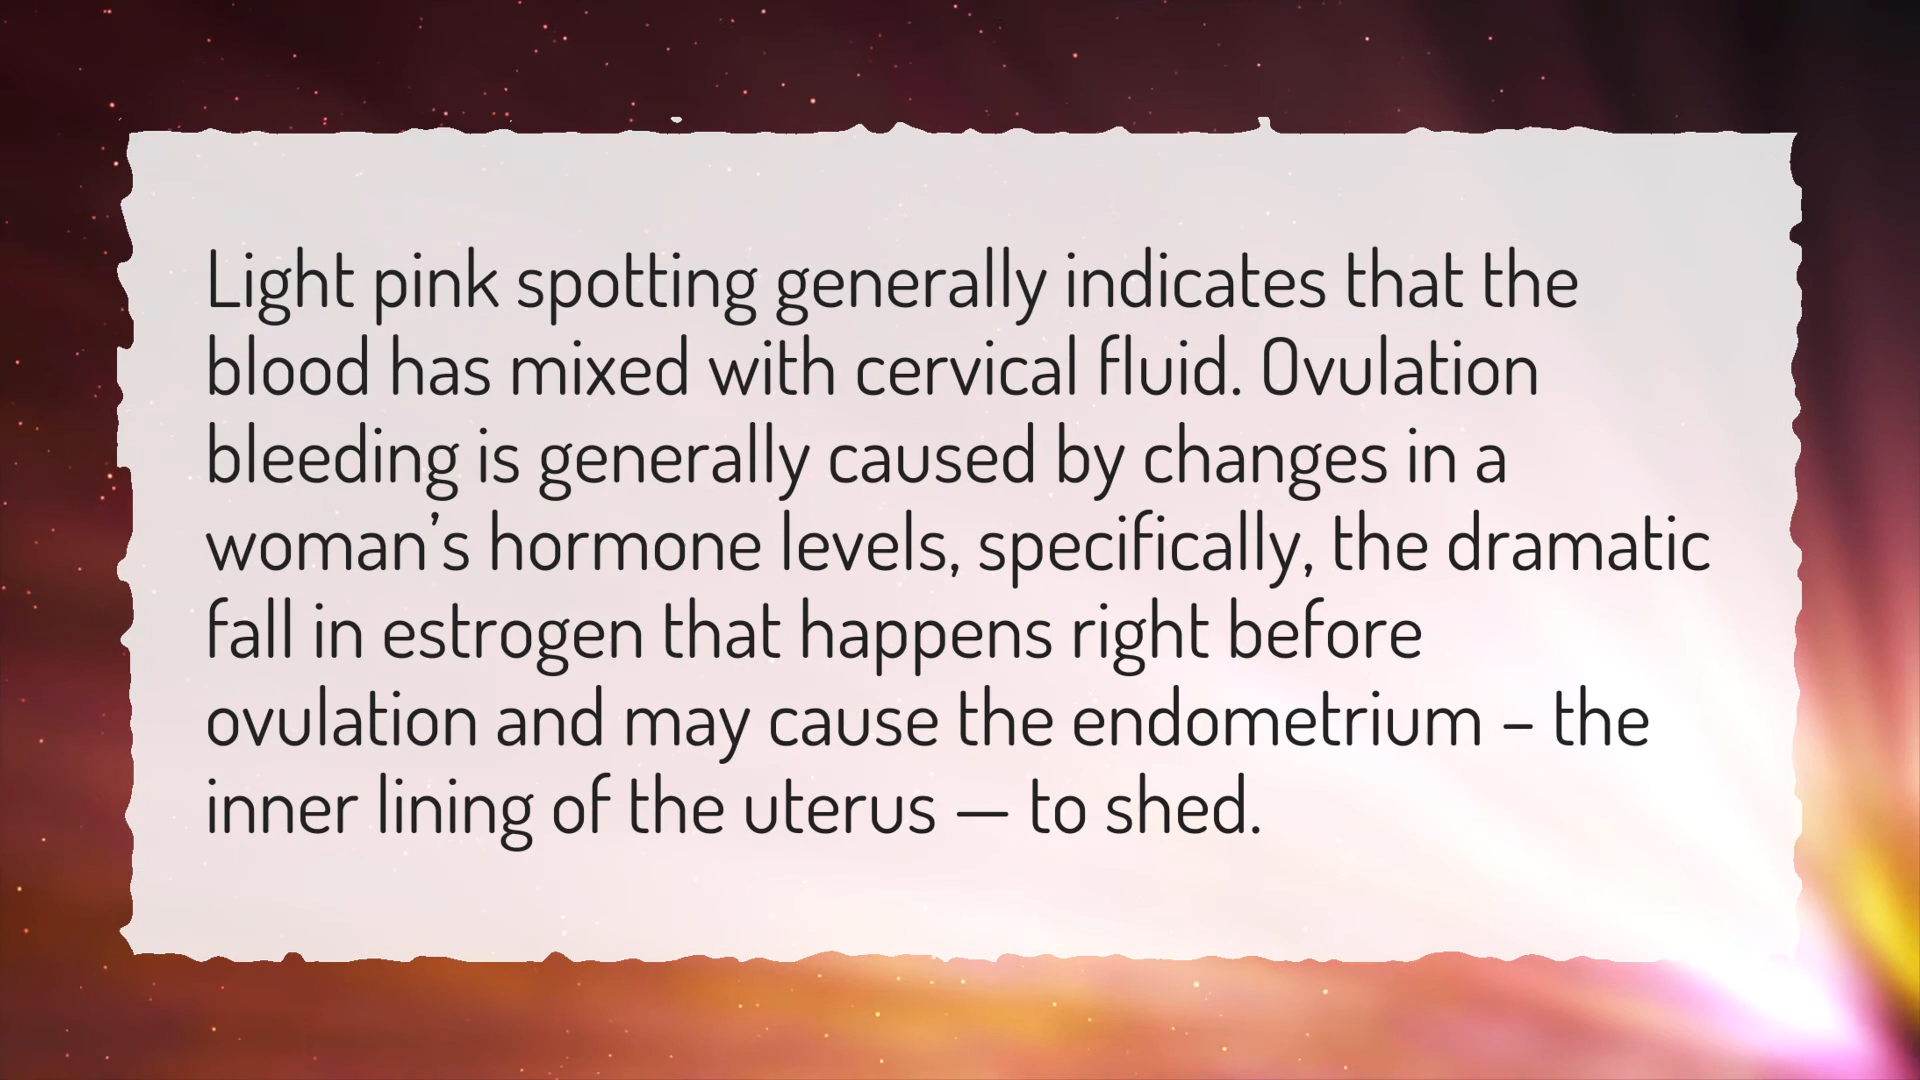 Light pink spotting generally indicates that the
blood has mixed with cervical fluid. Ovulation
bleeding is generally caused by changes in a
woman’s hormone levels, specifically, the dramatic
fall in estrogen that happens right before
ovulation and may cause the endometrium – the
inner lining of the uterus — to shed.